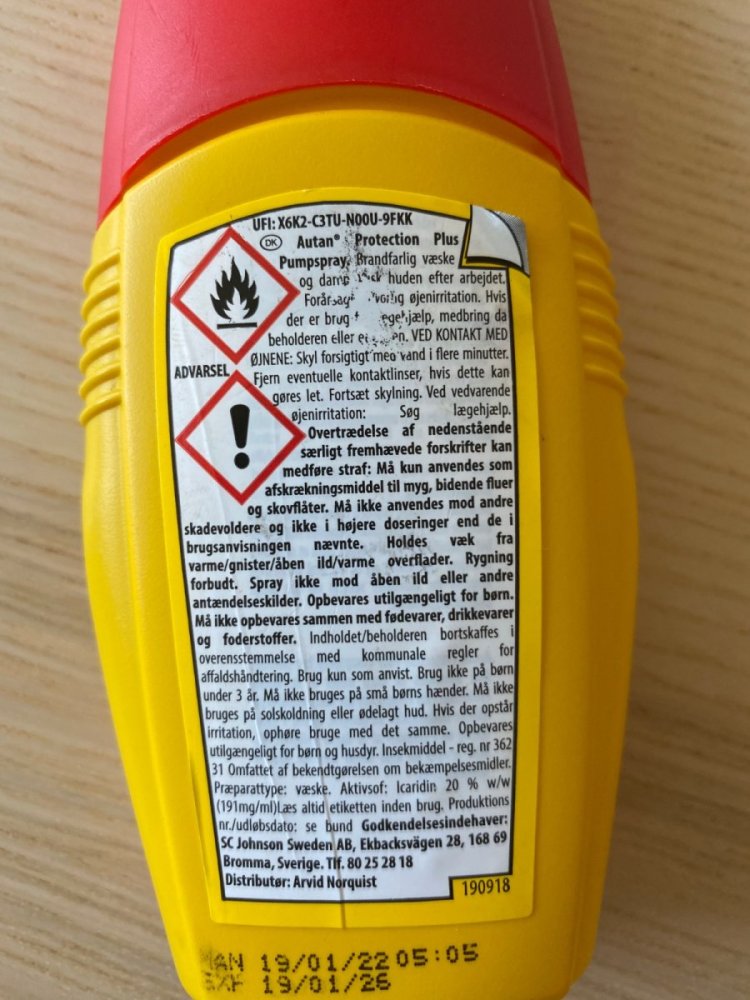 UFI: X6K2-C3TU-N00U-9FKK
DK Autan® Protection Plus
Pumpspray. Brandfarlig væske
og damp. huden efter arbejdet.
øjenirritation. Hvis
der er brug
beholderen eller VED KONTAKT MED
ØJNENE: Skyl forsigtigt med vand i flere minutter.
ADVARSEL Fjern eventuelle kontaktlinser, hvis dette kan
gøres let. Fortsæt skylning. Ved vedvarende
øjenirritation: Søg lægehjælp.
Overtrædelse af nedenstående
særligt fremhævede forskrifter kan
medføre straf: Må kun anvendes som
afskrækningsmiddel til myg, bidende fluer
og skovflåter. Må ikke anvendes mod andre
skadevoldere og ikke i højere doseringer end de i
brugsanvisningen nævnte. Holdes væk fra
varme/gnister/åben ild/varme overflader. Rygning
forbudt. Spray ikke mod åben ild eller andre
antændelseskilder. Opbevares utilgængeligt for børn.
Må ikke opbevares sammen med fødevarer, drikkevarer
og foderstoffer. Indholdet/beholderen bortskaffes i
overensstemmelse med kommunale regler for
affaldshåndtering. Brug kun som anvist. Brug ikke på børn
under 3 år. Må ikke bruges på små børns hænder. Må ikke
bruges på solskoldning eller ødelagt hud. Hvis der opstår
irritation, ophøre bruge med det samme. Opbevares
utilgængeligt for børn og husdyr. Insekmiddel - reg. nr 362
31 Omfattet af bekendtgørelsen om bekæmpelsesmidler.
Præparattype: væske. Aktivsof: Icaridin 20 % w/w
(191mg/ml)Læs altid etiketten inden brug. Produktions
nr./udløbsdato: se bund Godkendelsesindehaver:
SC Johnson Sweden AB, Ekbacksvägen 28, 168 69
Bromma, Sverige. Tlf. 80 25 28 18
Distributør: Arvid Norquist
190918
MAN 19/01/22 05:05
EXP 19/01/26